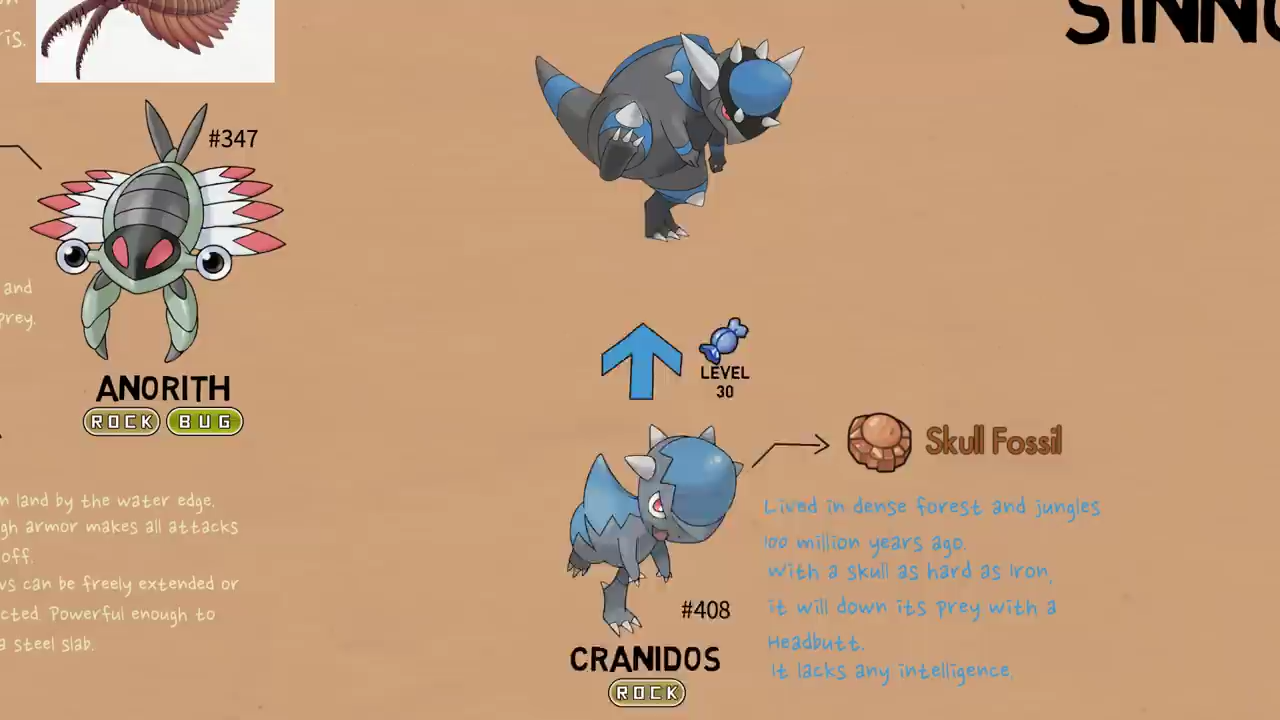 SINN
ris.
#347
and
prey.
ANORITH
ROCK BUG
LEVEL
30
Skull Fossil
n land by the water edge.
gh armor makes all attacks
off.
ws can be freely extended or
cted. Powerful enough to
a steel slab.
Lived in dense forest and jungles
100 million years ago.
With a skull as hard as Iron,
it will down its prey with a
Headbutt.
It lacks any intelligence.
#408
CRANIDOS
ROCK